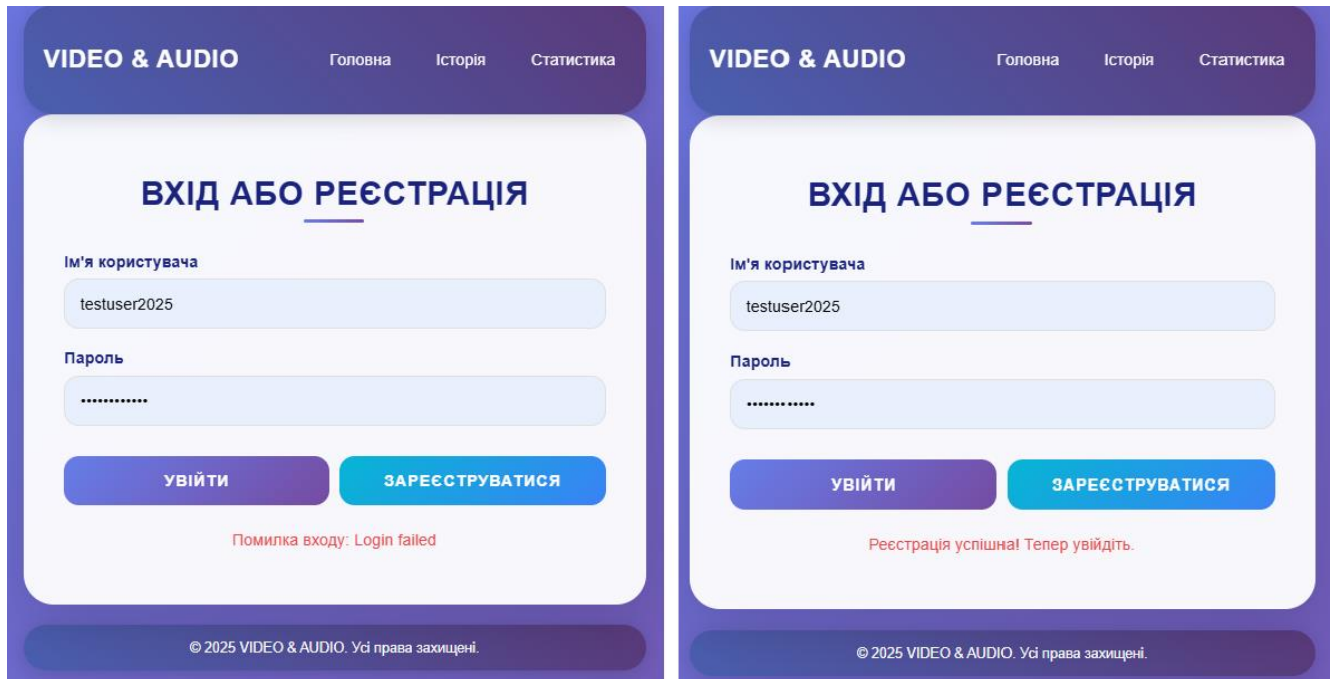 VIDEO & AUDIO Головна Історія Статистика
ВХІД АБО РЕЄСТРАЦІЯ
Ім'я користувача
testuser2025
Пароль
••••••••••••
УВІЙТИ ЗАРЕЄСТРУВАТИСЯ
Помилка входу: Login failed
© 2025 VIDEO & AUDIO. Усі права захищені.
VIDEO & AUDIO Головна Історія Статистика
ВХІД АБО РЕЄСТРАЦІЯ
Ім'я користувача
testuser2025
Пароль
••••••••••••
УВІЙТИ ЗАРЕЄСТРУВАТИСЯ
Реєстрація успішна! Тепер увійдіть.
© 2025 VIDEO & AUDIO. Усі права захищені.